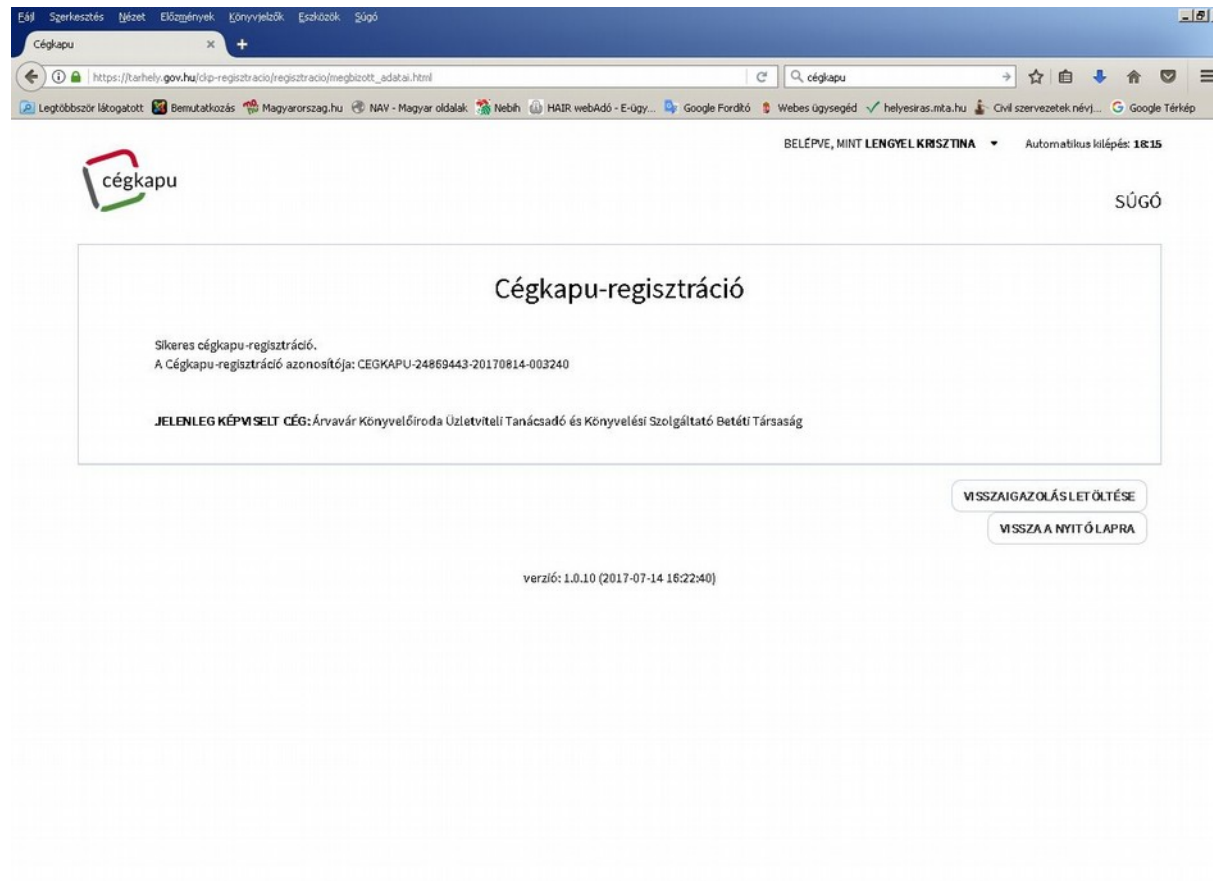 Fájl Szerkesztés Nézet Előzmények Könyvjelzők Eszközök Súgó
Cégkapu × +
https://tarhely.gov.hu/ckp-regisztracio/regisztracio/megbizott_adatai.html cégkapu
Legtöbbször látogatott Bemutatkozás Magyarorszag.hu NAV - Magyar oldalak Nebih HAIR webAdó - E-ügy... Google Fordító Webes ügysegéd helyesiras.mta.hu Civil szervezetek névj... Google Térkép
BELÉPVE, MINT LENGYEL KRISZTINA Automatikus kilépés: 18:15
cégkapu
SÚGÓ
Cégkapu-regisztráció
Sikeres cégkapu-regisztráció.
A Cégkapu-regisztráció azonosítója: CEGKAPU-24869443-20170814-003240
JELENLEG KÉPVISELT CÉG: Árvavár Könyvelőiroda Üzletviteli Tanácsadó és Könyvelési Szolgáltató Betéti Társaság
VISSZAIGAZOLÁS LETÖLTÉSE
VISSZA A NYITÓLAPRA
verzió: 1.0.10 (2017-07-14 16:22:40)